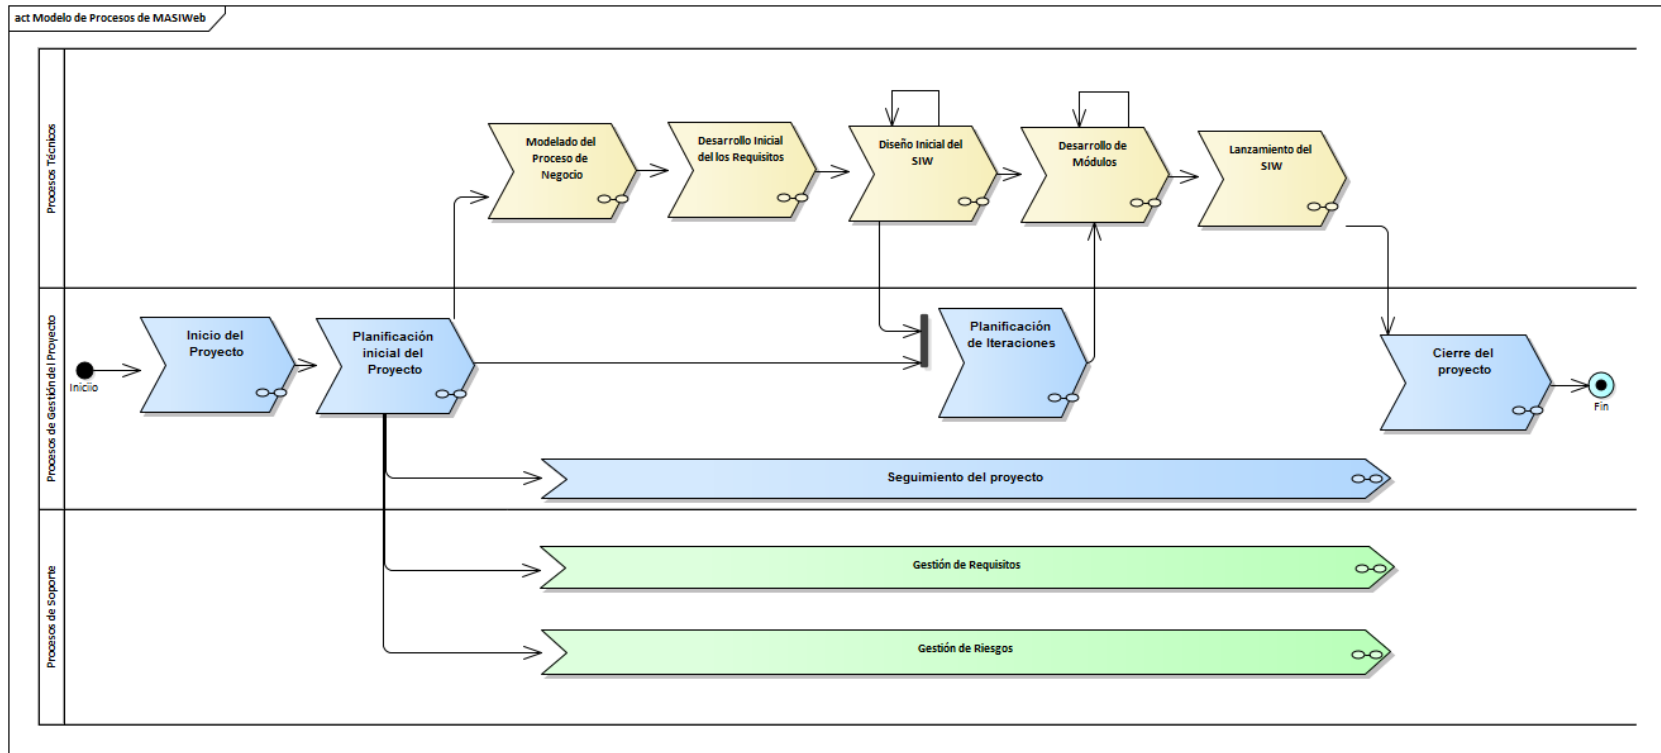 act Modelo de Procesos de MASIWeb
Procesos Técnicos
Modelado del
Proceso de
Negocio
Desarrollo Inicial
del los Requisitos
Diseño Inicial del
SIW
Desarrollo de
Módulos
Lanzamiento del
SIW
Procesos de Gestión del Proyecto
Iniciio
Inicio del
Proyecto
Planificación
inicial del
Proyecto
Planificación
de Iteraciones
Cierre del
proyecto
Fin
Seguimiento del proyecto
Procesos de Soporte
Gestión de Requisitos
Gestión de Riesgos